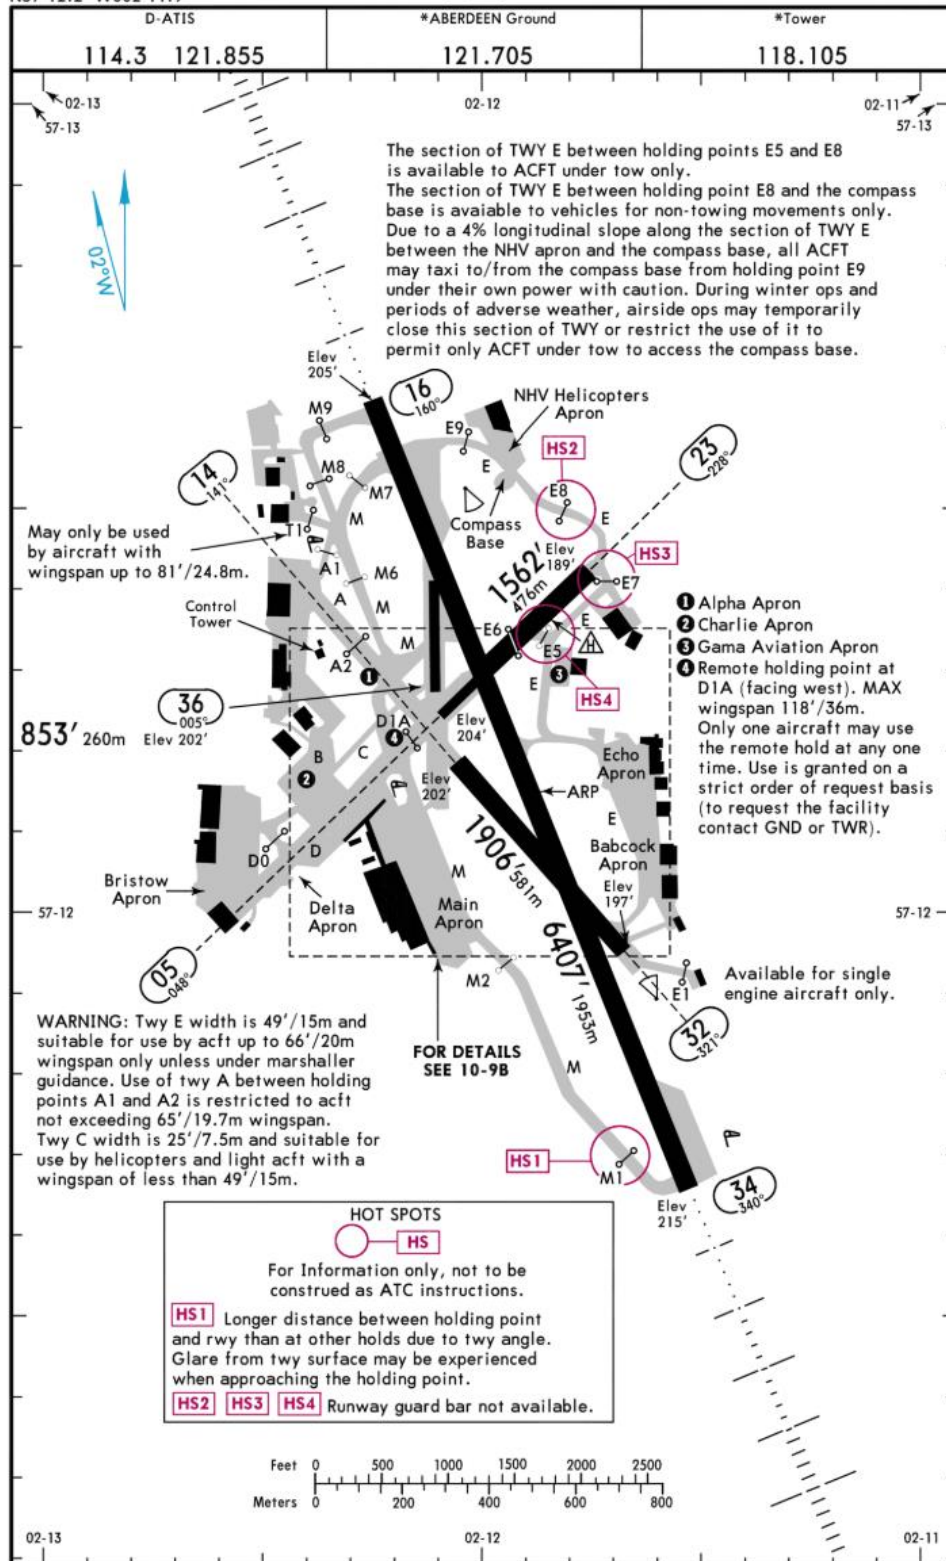 D-ATIS
114.3 121.855
*ABERDEEN Ground
121.705
*Tower
118.105
02-13
57-13
02-12
02-11
57-13
02°W
The section of TWY E between holding points E5 and E8
is available to ACFT under tow only.
The section of TWY E between holding point E8 and the compass
base is avaiable to vehicles for non-towing movements only.
Due to a 4% longitudinal slope along the section of TWY E
between the NHV apron and the compass base, all ACFT
may taxi to/from the compass base from holding point E9
under their own power with caution. During winter ops and
periods of adverse weather, airside ops may temporarily
close this section of TWY or restrict the use of it to
permit only ACFT under tow to access the compass base.
Elev
205'
16
160°
NHV Helicopters
Apron
M9
E9
E
HS2
23
228°
14
141°
M8
M7
E8
M
E
Compass
Base
May only be used
by aircraft with
wingspan up to 81'/24.8m.
T1
A1
1562'
476m
Elev
189'
HS3
E7
M6
A
M
Control
Tower
E6
E
E5
H
M
A2
1
3
E
HS4
1 Alpha Apron
2 Charlie Apron
3 Gama Aviation Apron
4 Remote holding point at
D1A (facing west). MAX
wingspan 118'/36m.
Only one aircraft may use
the remote hold at any one
time. Use is granted on a
strict order of request basis
(to request the facility
contact GND or TWR).
36
005°
Elev 202'
853' 260m
D1A
4
Elev
204'
B
C
2
Elev
202'
Echo
Apron
ARP
E
1906' 581m
Babcock
Apron
D0
D
M
Bristow
Apron
Delta
Apron
Main
Apron
Elev
197'
57-12
57-12
05
048°
6407' 1953m
M2
E1
Available for single
engine aircraft only.
32
321°
WARNING: Twy E width is 49'/15m and
suitable for use by acft up to 66'/20m
wingspan only unless under marshaller
guidance. Use of twy A between holding
points A1 and A2 is restricted to acft
not exceeding 65'/19.7m wingspan.
Twy C width is 25'/7.5m and suitable for
use by helicopters and light acft with a
wingspan of less than 49'/15m.
FOR DETAILS
SEE 10-9B
M
HS1
M1
34
340°
Elev
215'
HOT SPOTS
HS
For Information only, not to be
construed as ATC instructions.
HS1 Longer distance between holding point
and rwy than at other holds due to twy angle.
Glare from twy surface may be experienced
when approaching the holding point.
HS2 HS3 HS4 Runway guard bar not available.
Feet 0 500 1000 1500 2000 2500
Meters 0 200 400 600 800
02-13
02-12
02-11